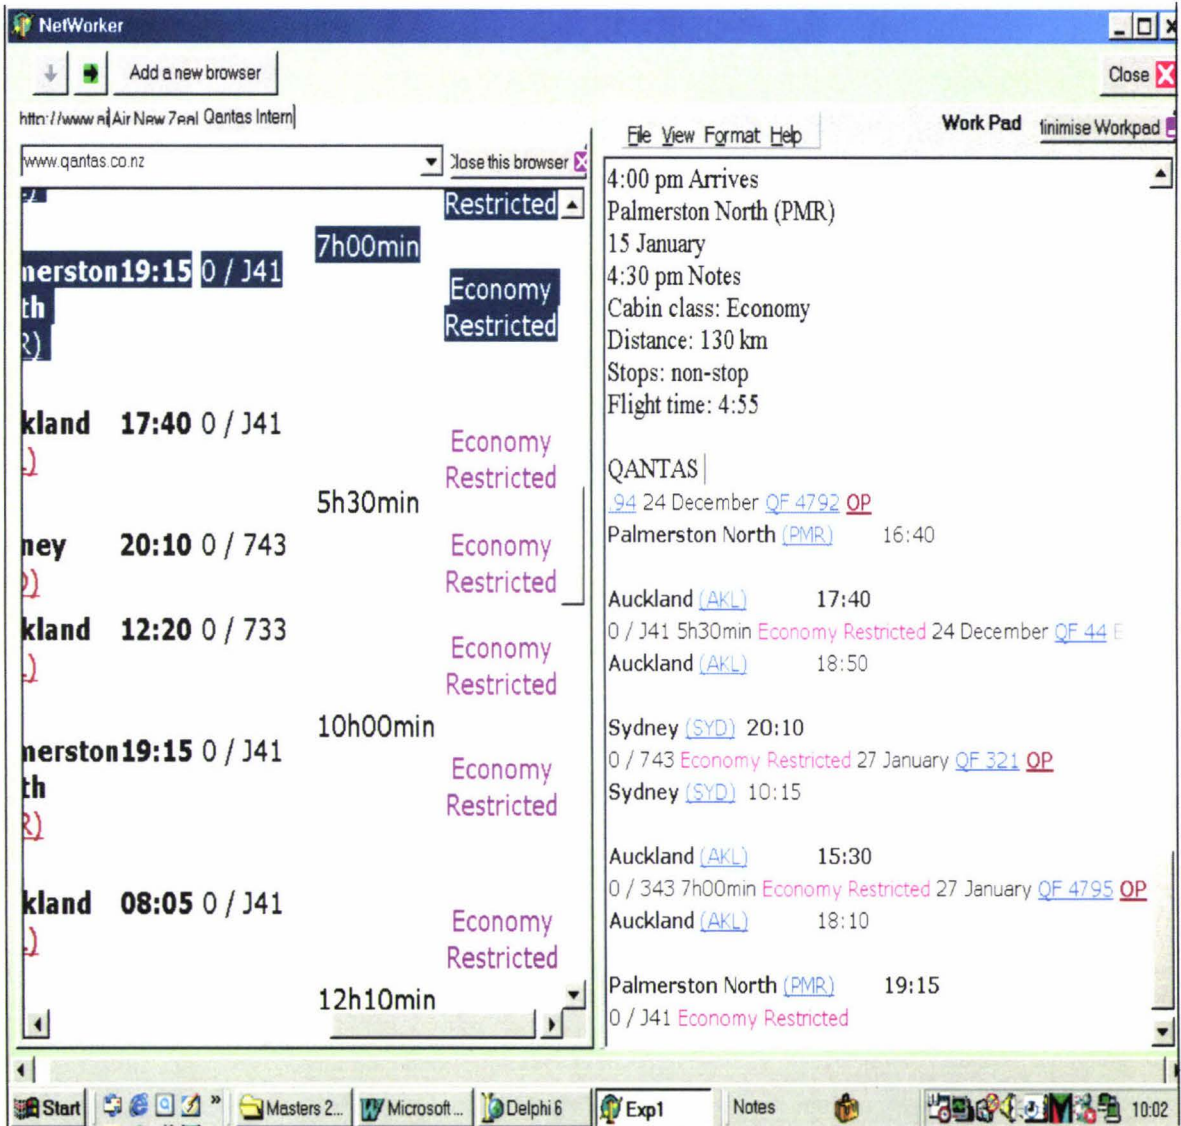 NetWorker
Add a new browser
Close
http://www.ai Air New Zeal Qantas Intern
File View Format Help
Work Pad
inimise Workpad
www.qantas.co.nz
lose this browser
Restricted
7h00min
merston 19:15 0 / J41
Economy
th
Restricted
R)
kland 17:40 0 / J41
Economy
Restricted
5h30min
ney 20:10 0 / 743
Economy
Restricted
kland 12:20 0 / 733
Economy
Restricted
10h00min
merston 19:15 0 / J41
Economy
th
Restricted
R)
kland 08:05 0 / J41
Economy
Restricted
12h10min
4:00 pm Arrives
Palmerston North (PMR)
15 January
4:30 pm Notes
Cabin class: Economy
Distance: 130 km
Stops: non-stop
Flight time: 4:55
QANTAS
.94 24 December QF 4792 OP
Palmerston North (PMR) 16:40
Auckland (AKL) 17:40
0 / J41 5h30min Economy Restricted 24 December QF 44
Auckland (AKL) 18:50
Sydney (SYD) 20:10
0 / 743 Economy Restricted 27 January QF 321 OP
Sydney (SYD) 10:15
Auckland (AKL) 15:30
0 / 343 7h00min Economy Restricted 27 January QF 4795 OP
Auckland (AKL) 18:10
Palmerston North (PMR) 19:15
0 / J41 Economy Restricted
Start
Masters 2...
Microsoft ...
Delphi 6
Exp1
Notes
10:02